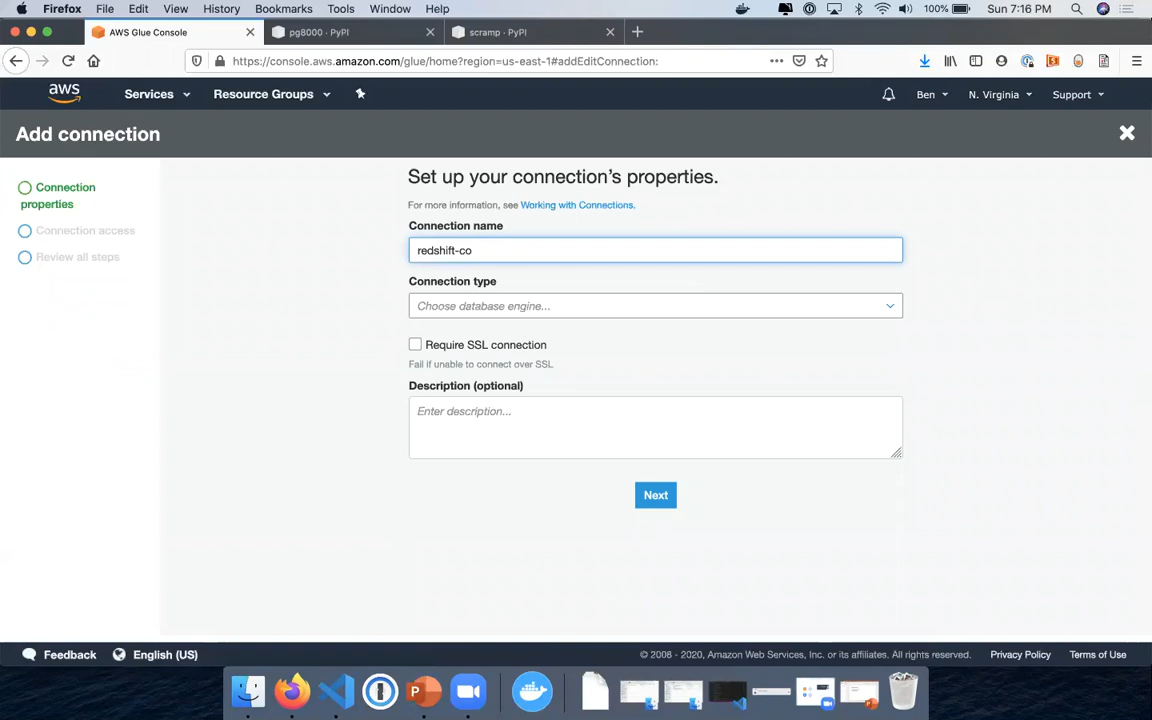 Firefox File Edit View History Bookmarks Tools Window Help 100% Sun 7:16 PM
AWS Glue Console pg8000 · PyPI scramp · PyPI
https://console.aws.amazon.com/glue/home?region=us-east-1#addEditConnection:
aws Services Resource Groups Ben N. Virginia Support
Add connection
Connection
properties
Connection access
Review all steps
Set up your connection's properties.
For more information, see Working with Connections.
Connection name
redshift-co
Connection type
Choose database engine...
Require SSL connection
Fail if unable to connect over SSL
Description (optional)
Enter description...
Next
Feedback English (US) © 2008 - 2020, Amazon Web Services, Inc. or its affiliates. All rights reserved. Privacy Policy Terms of Use